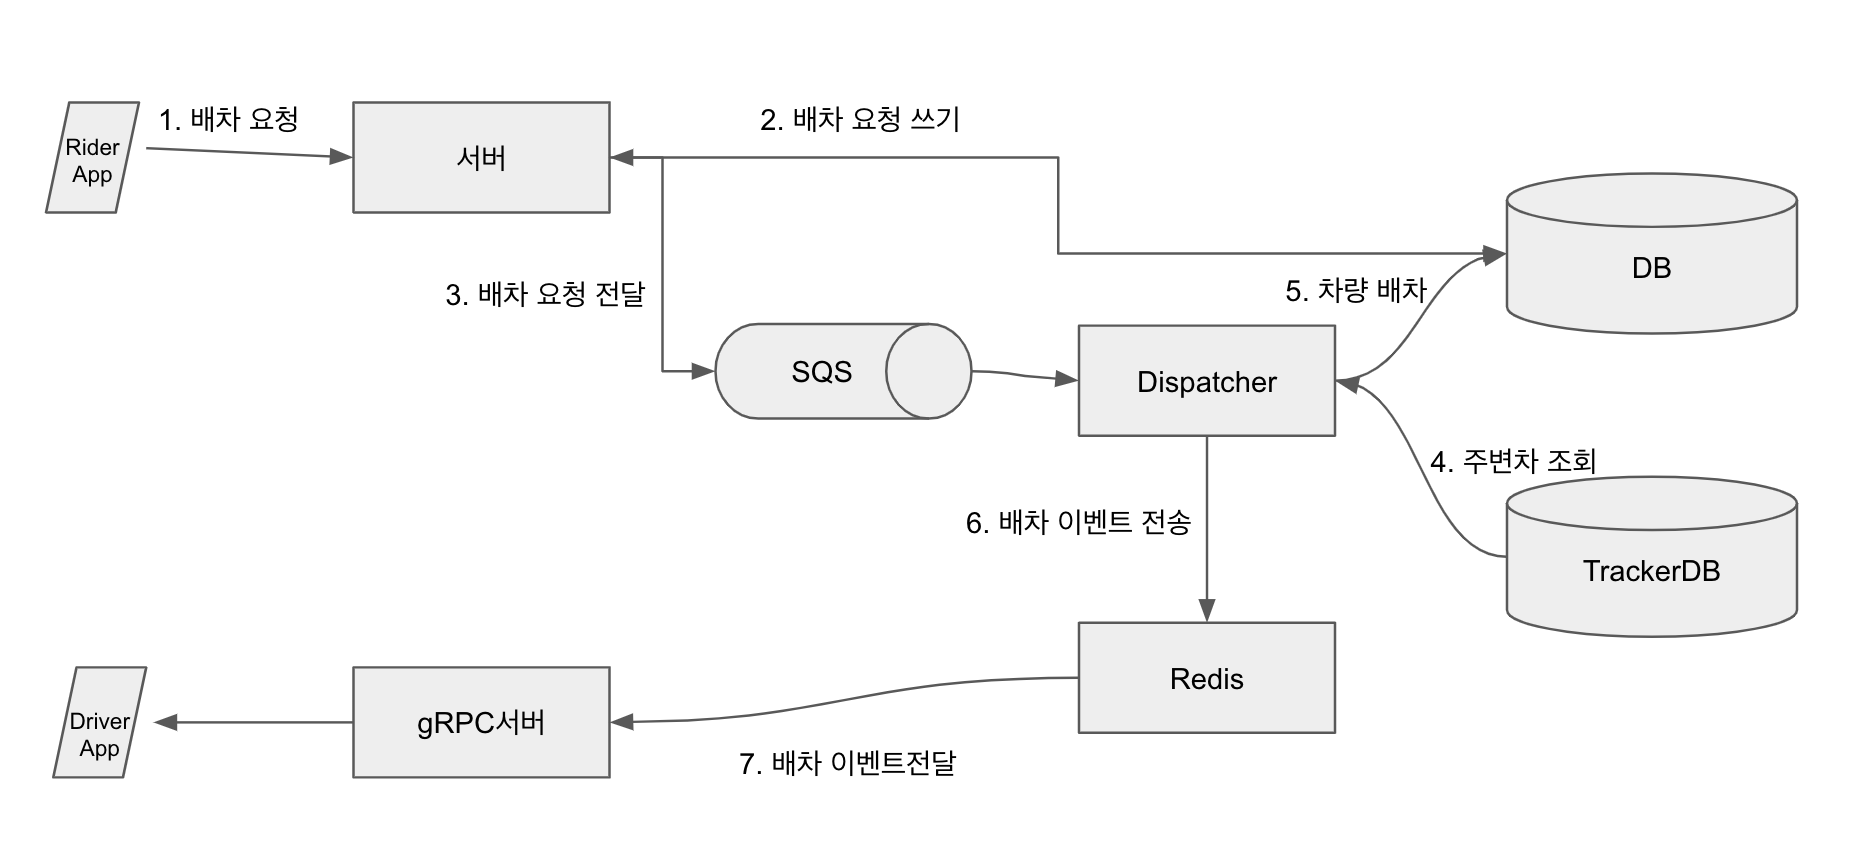 1. 배차 요청
2. 배차 요청 쓰기
Rider
App
서버
DB
3. 배차 요청 전달
5. 차량 배차
SQS
Dispatcher
4. 주변차 조회
6. 배차 이벤트 전송
TrackerDB
Redis
Driver
App
gRPC서버
7. 배차 이벤트전달